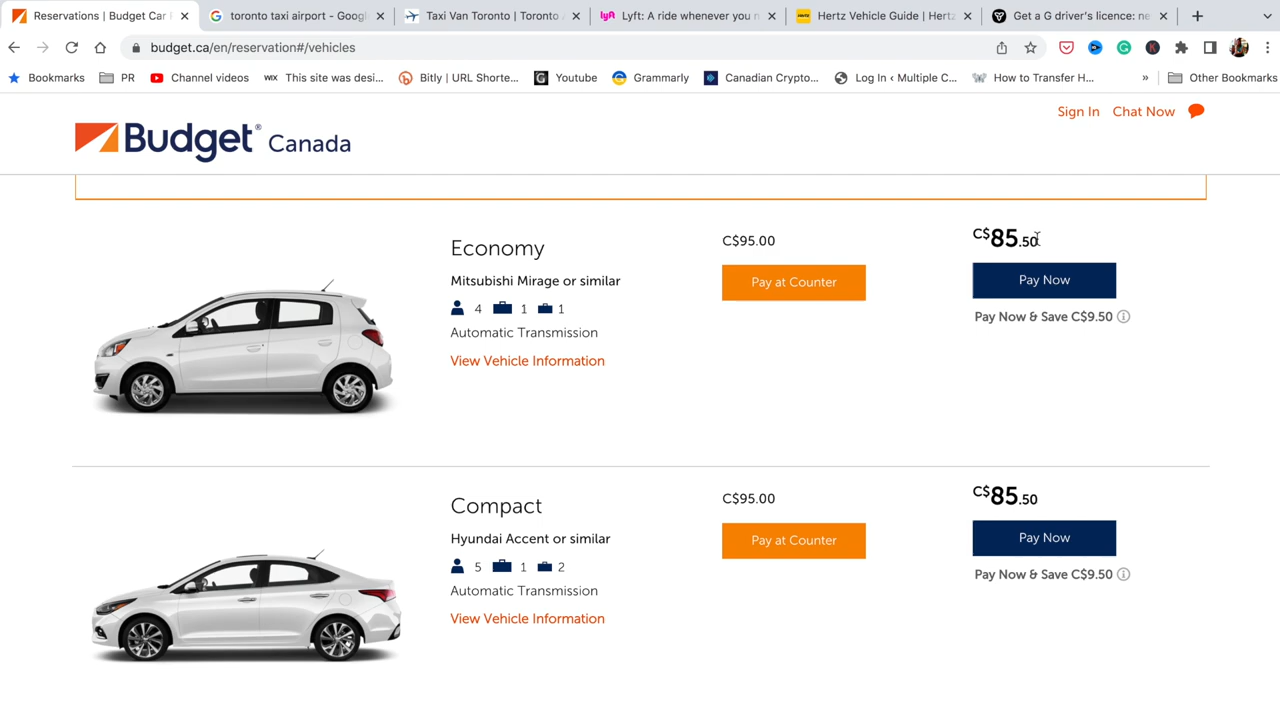 Reservations | Budget Car
toronto taxi airport - Googl
Taxi Van Toronto | Toronto
Lyft: A ride whenever you n
Hertz Vehicle Guide | Hertz
Get a G driver's licence: ne
budget.ca/en/reservation#/vehicles
Bookmarks
PR
Channel videos
WIX This site was desi...
Bitly | URL Shorte...
Youtube
Grammarly
Canadian Crypto...
Log In ‹ Multiple C...
How to Transfer H...
»
Other Bookmarks
Sign In
Chat Now
Budget® Canada
Economy
Mitsubishi Mirage or similar
4 1 1
Automatic Transmission
View Vehicle Information
C$95.00
Pay at Counter
C$85.50
Pay Now
Pay Now & Save C$9.50
Compact
Hyundai Accent or similar
5 1 2
Automatic Transmission
View Vehicle Information
C$95.00
Pay at Counter
C$85.50
Pay Now
Pay Now & Save C$9.50